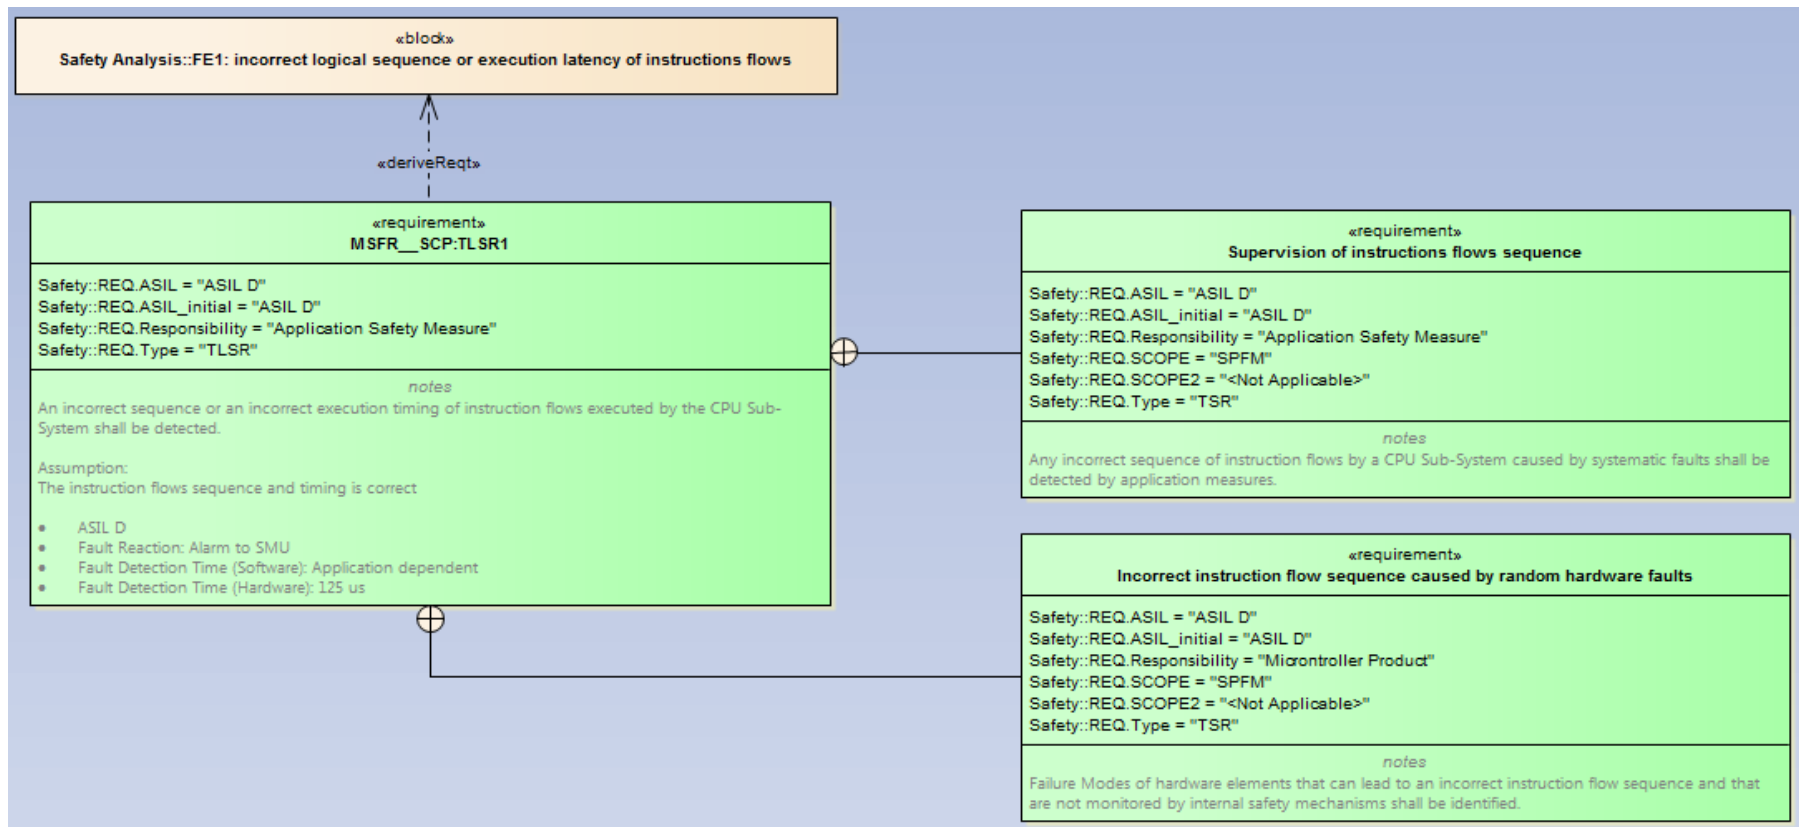 «block»
Safety Analysis::FE1: incorrect logical sequence or execution latency of instructions flows
«deriveReqt»
«requirement»
MSFR__SCP:TLSR1
Safety::REQ.ASIL = "ASIL D"
Safety::REQ.ASIL_initial = "ASIL D"
Safety::REQ.Responsibility = "Application Safety Measure"
Safety::REQ.Type = "TLSR"
notes
An incorrect sequence or an incorrect execution timing of instruction flows executed by the CPU Sub-
System shall be detected.
Assumption:
The instruction flows sequence and timing is correct
• ASIL D
• Fault Reaction: Alarm to SMU
• Fault Detection Time (Software): Application dependent
• Fault Detection Time (Hardware): 125 us
«requirement»
Supervision of instructions flows sequence
Safety::REQ.ASIL = "ASIL D"
Safety::REQ.ASIL_initial = "ASIL D"
Safety::REQ.Responsibility = "Application Safety Measure"
Safety::REQ.SCOPE = "SPFM"
Safety::REQ.SCOPE2 = "<Not Applicable>"
Safety::REQ.Type = "TSR"
notes
Any incorrect sequence of instruction flows by a CPU Sub-System caused by systematic faults shall be
detected by application measures.
«requirement»
Incorrect instruction flow sequence caused by random hardware faults
Safety::REQ.ASIL = "ASIL D"
Safety::REQ.ASIL_initial = "ASIL D"
Safety::REQ.Responsibility = "Microntroller Product"
Safety::REQ.SCOPE = "SPFM"
Safety::REQ.SCOPE2 = "<Not Applicable>"
Safety::REQ.Type = "TSR"
notes
Failure Modes of hardware elements that can lead to an incorrect instruction flow sequence and that
are not monitored by internal safety mechanisms shall be identified.